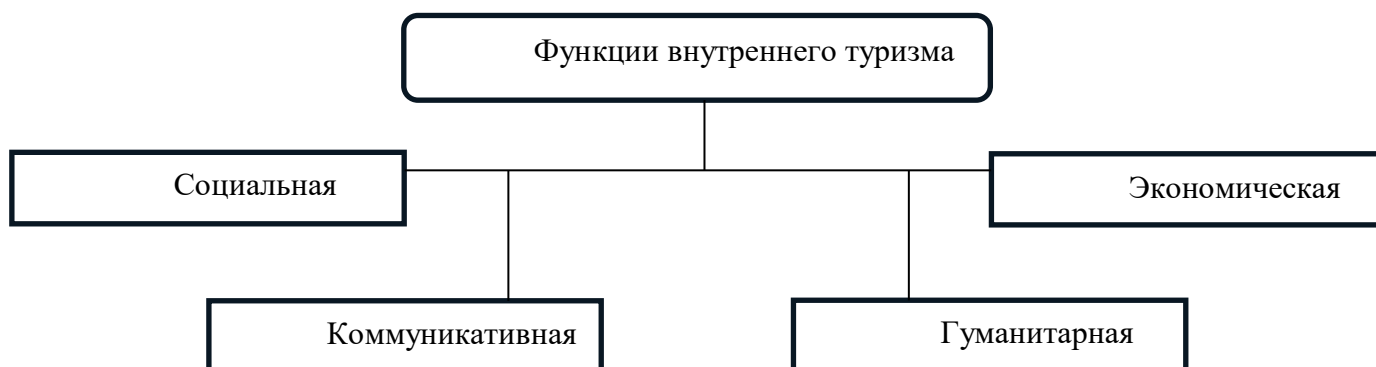 Функции внутреннего туризма
Социальная
Экономическая
Коммуникативная
Гуманитарная